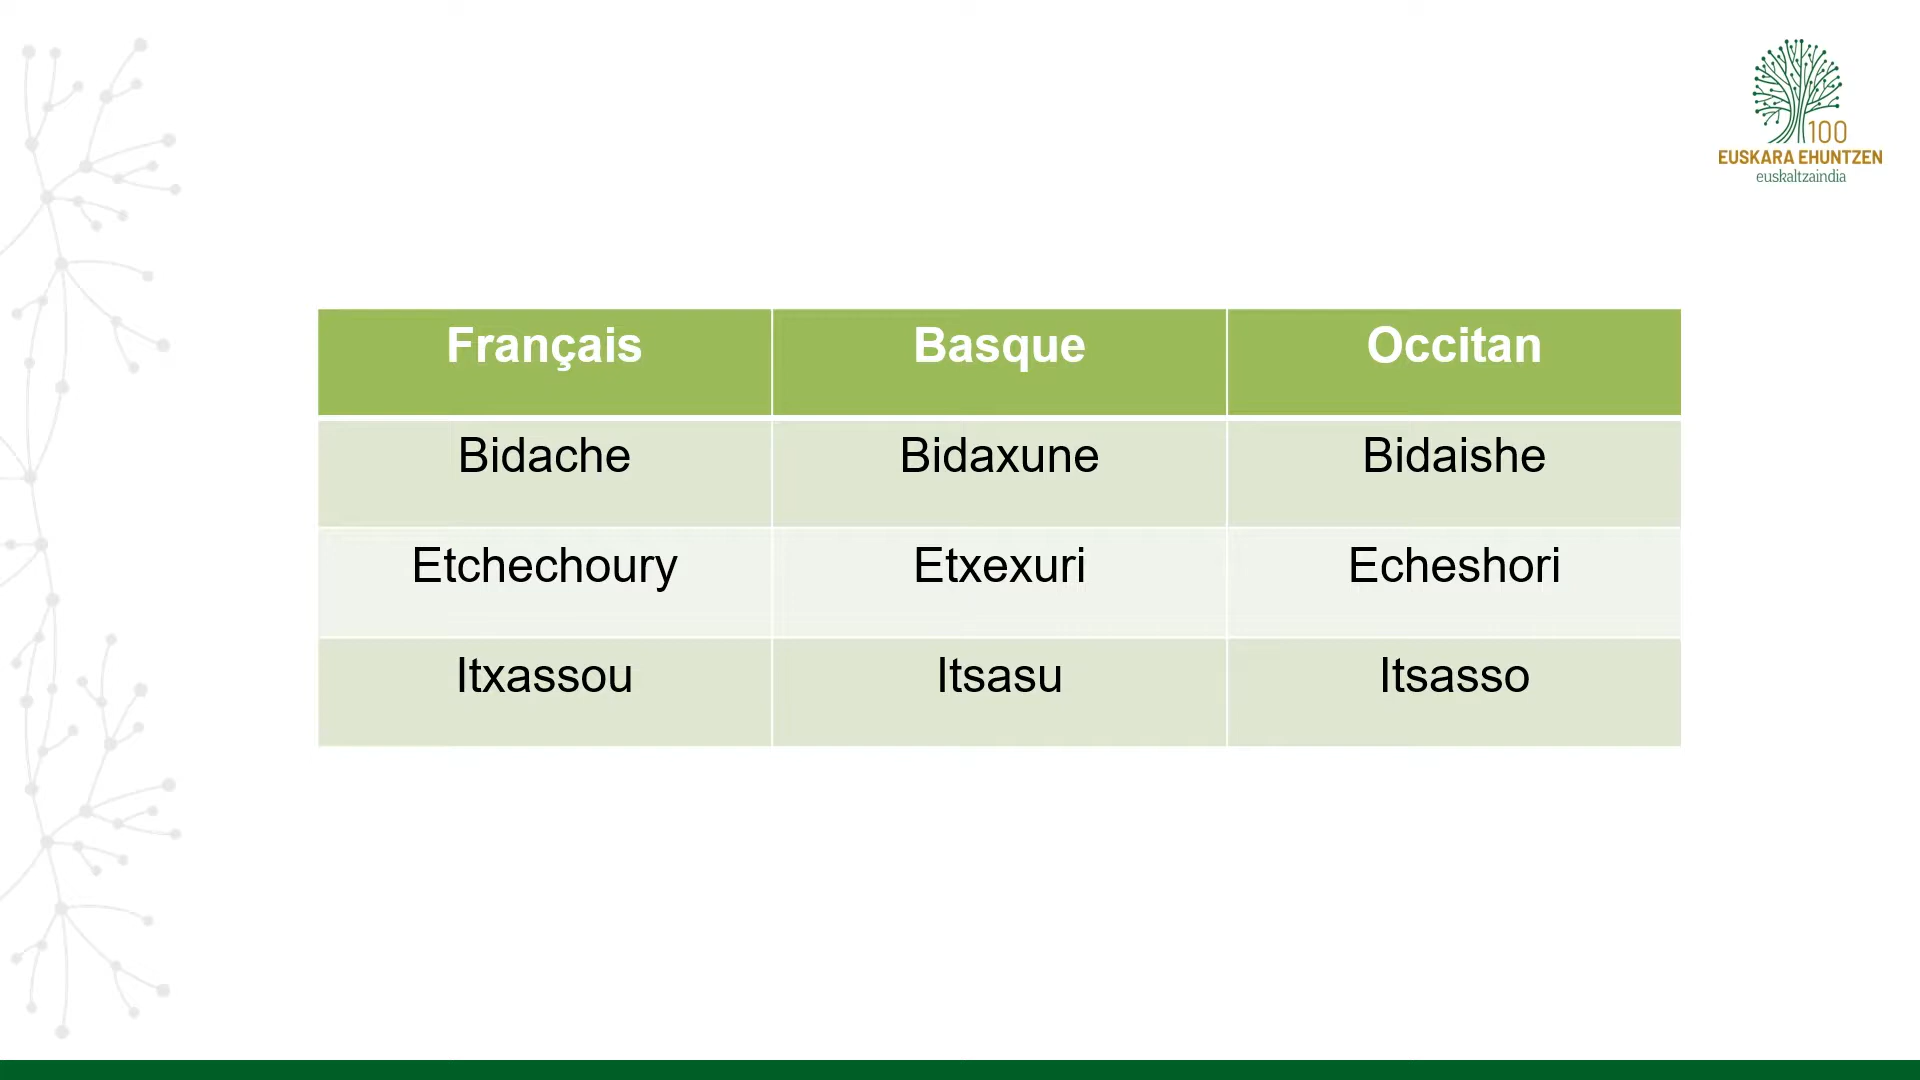 100
EUSKARA EHUNTZEN
euskaltzaindia
Français Basque Occitan
Bidache Bidaxune Bidaishe
Etchechoury Etxexuri Echeshori
Itxassou Itsasu Itsasso